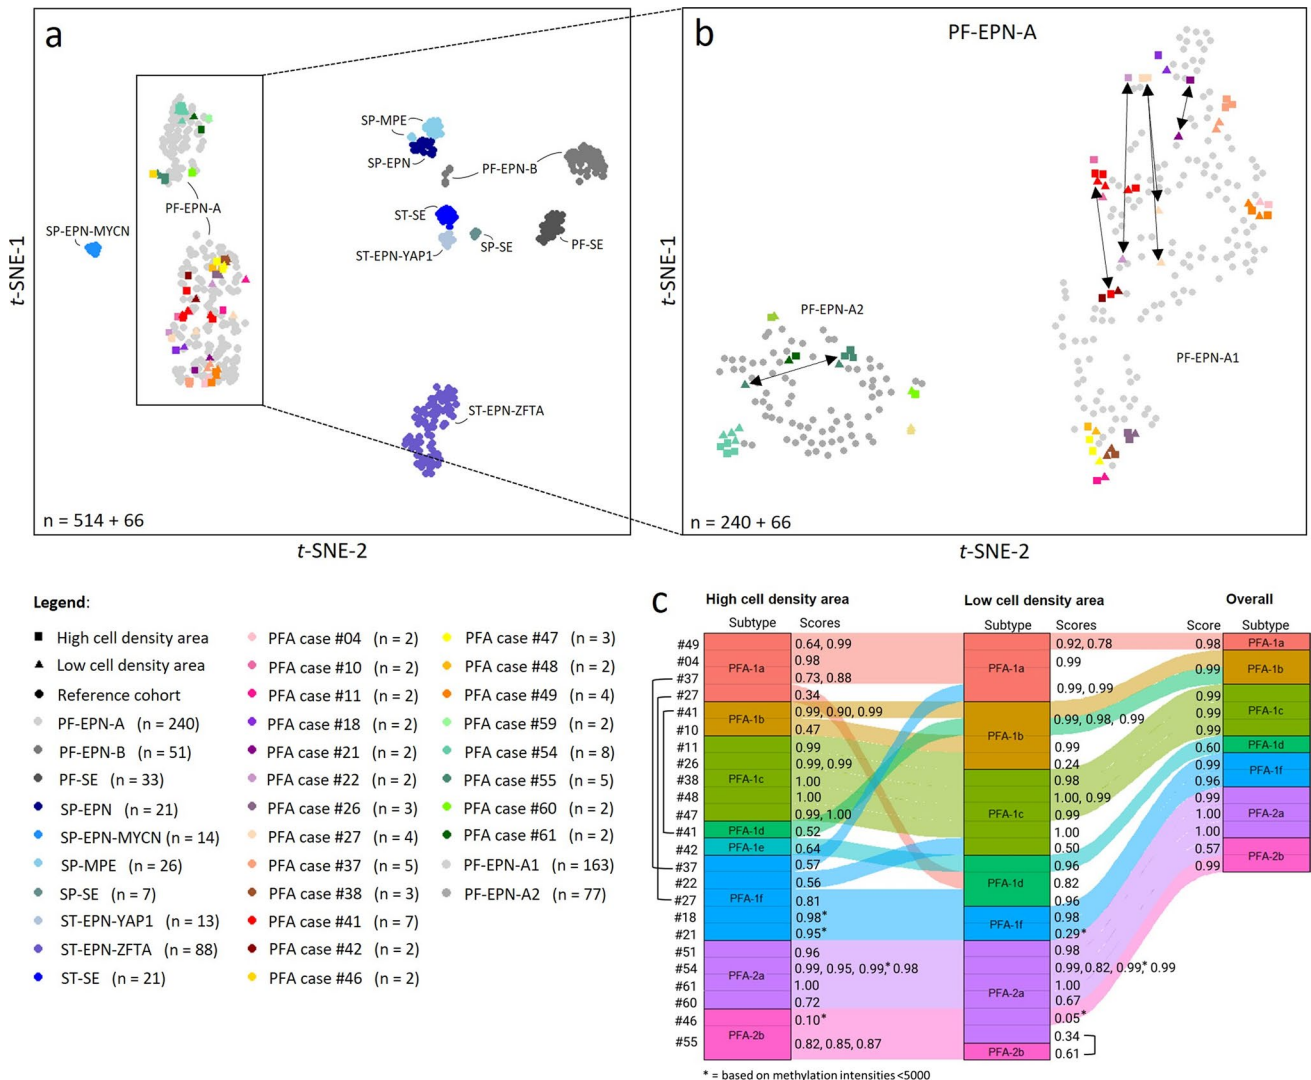 a
SP-MPE
SP-EPN
PF-EPN-B
PF-EPN-A
SP-EPN-MYCN
ST-SE
ST-EPN-YAP1
SP-SE
PF-SE
ST-EPN-ZFTA
n = 514 + 66
t-SNE-1
t-SNE-2
b
PF-EPN-A
PF-EPN-A2
PF-EPN-A1
n = 240 + 66
t-SNE-1
t-SNE-2
Legend:
High cell density area
Low cell density area
Reference cohort
PF-EPN-A (n = 240)
PF-EPN-B (n = 51)
PF-SE (n = 33)
SP-EPN (n = 21)
SP-EPN-MYCN (n = 14)
SP-MPE (n = 26)
SP-SE (n = 7)
ST-EPN-YAP1 (n = 13)
ST-EPN-ZFTA (n = 88)
ST-SE (n = 21)
PFA case #04 (n = 2)
PFA case #10 (n = 2)
PFA case #11 (n = 2)
PFA case #18 (n = 2)
PFA case #21 (n = 2)
PFA case #22 (n = 2)
PFA case #26 (n = 3)
PFA case #27 (n = 4)
PFA case #37 (n = 5)
PFA case #38 (n = 3)
PFA case #41 (n = 7)
PFA case #42 (n = 2)
PFA case #46 (n = 2)
PFA case #47 (n = 3)
PFA case #48 (n = 2)
PFA case #49 (n = 4)
PFA case #59 (n = 2)
PFA case #54 (n = 8)
PFA case #55 (n = 5)
PFA case #60 (n = 2)
PFA case #61 (n = 2)
PF-EPN-A1 (n = 163)
PF-EPN-A2 (n = 77)
c
High cell density area
Subtype Scores
#49
#04
#37
#27
#41
#10
#11
#26
#38
#48
#47
#41
#42
#37
#22
#27
#18
#21
#51
#54
#61
#60
#46
#55
PFA-1a
PFA-1b
PFA-1c
PFA-1d
PFA-1e
PFA-1f
PFA-2a
PFA-2b
0.64, 0.99
0.98
0.73, 0.88
0.34
0.99, 0.90, 0.99
0.47
0.99
0.99, 0.99
1.00
1.00
0.99, 1.00
0.52
0.64
0.57
0.56
0.81
0.98*
0.95*
0.96
0.99, 0.95, 0.99,* 0.98
1.00
0.72
0.10*
0.82, 0.85, 0.87
Low cell density area
Subtype Scores
PFA-1a
PFA-1b
PFA-1c
PFA-1d
PFA-1f
PFA-2a
PFA-2b
0.92, 0.78
0.99
0.99, 0.99
0.99, 0.98, 0.99
0.99
0.24
0.98
1.00, 0.99
0.99
1.00
0.50
0.96
0.82
0.96
0.98
0.29*
0.98
0.99, 0.82, 0.99,* 0.99
1.00
0.67
0.05*
0.34
0.61
Overall
Score Subtype
0.98
0.99
0.99
0.99
0.99
0.60
0.99
0.96
0.99
1.00
1.00
0.57
0.99
PFA-1a
PFA-1b
PFA-1c
PFA-1d
PFA-1f
PFA-2a
PFA-2b
* = based on methylation intensities <5000